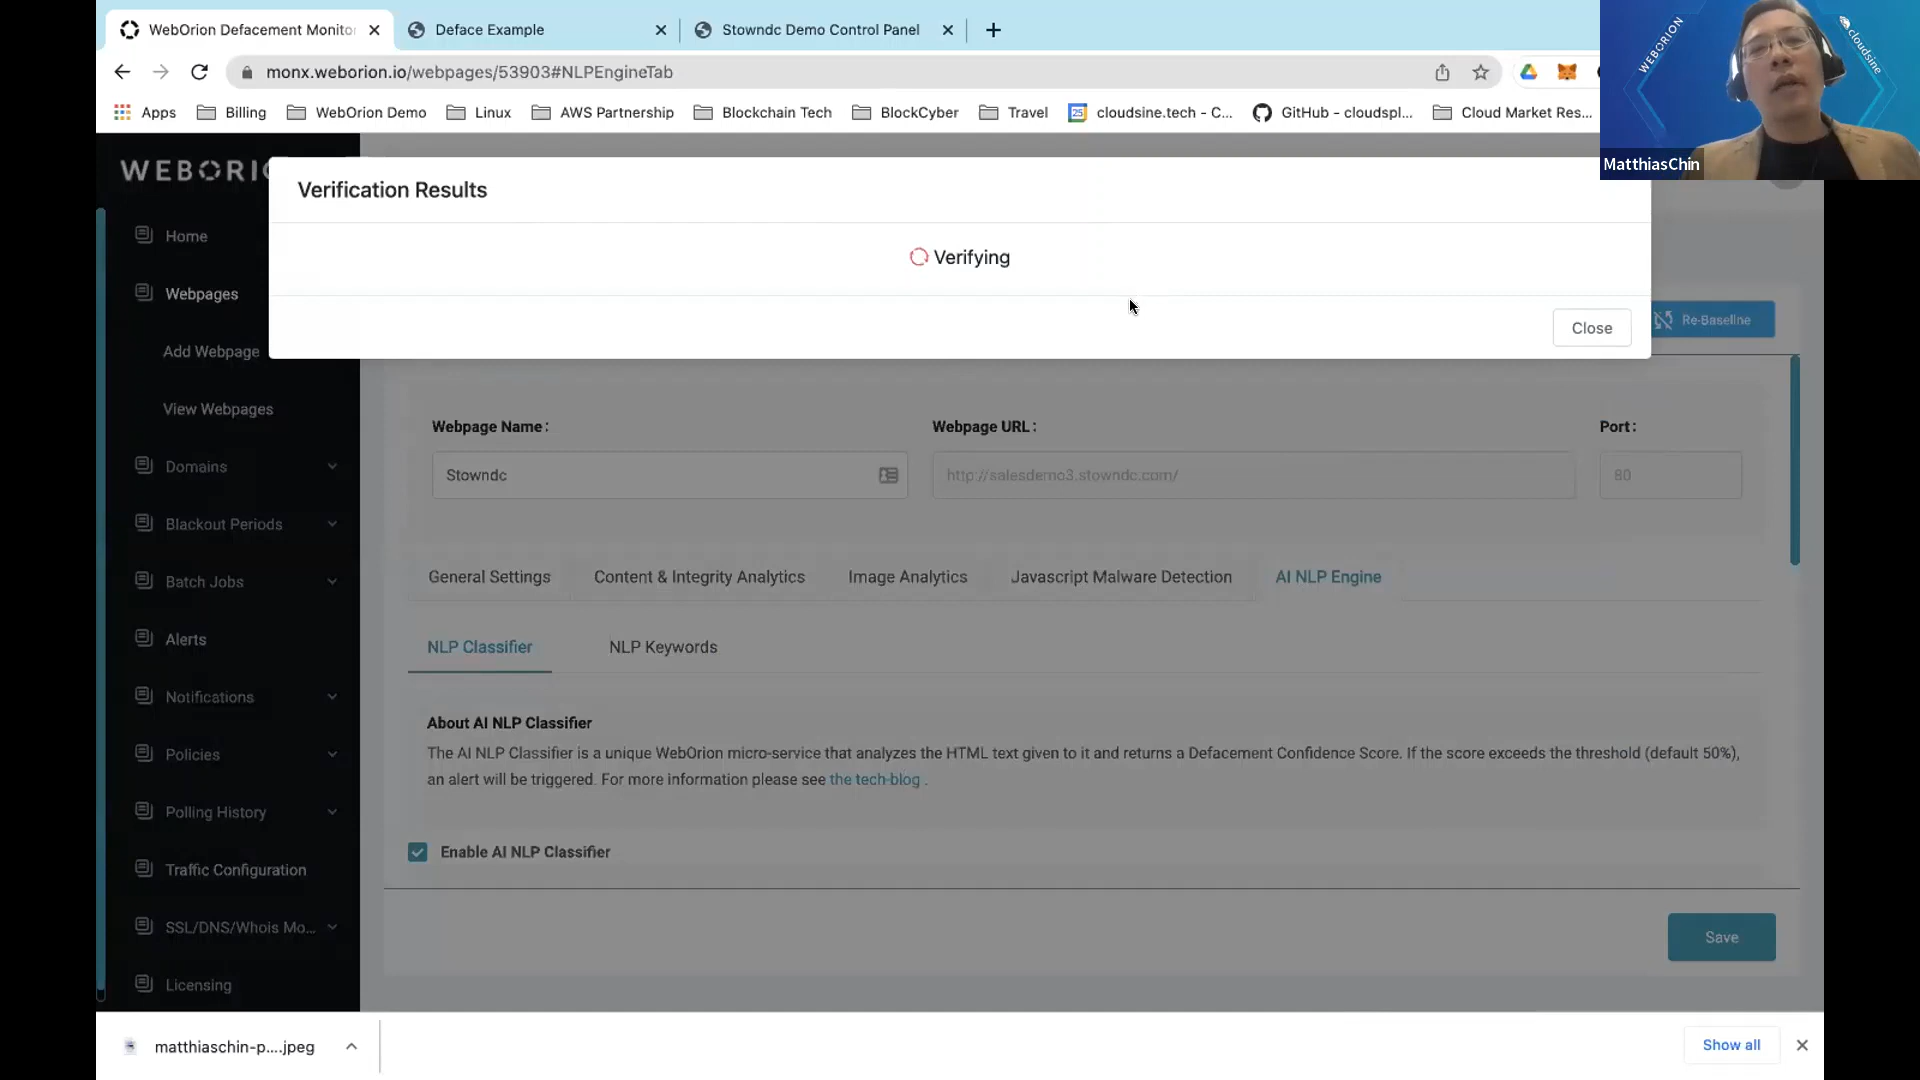 WebOrion Defacement Monito
Deface Example
Stowndc Demo Control Panel
monx.weborion.io/webpages/53903#NLPEngineTab
Apps
Billing
WebOrion Demo
Linux
AWS Partnership
Blockchain Tech
BlockCyber
Travel
25
cloudsine.tech - C...
GitHub - cloudspl...
Cloud Market Res...
WEBORION
cloudsine
MatthiasChin
WEBORIO
Verification Results
Verifying
Close
Home
Webpages
Add Webpage
View Webpages
Domains
Blackout Periods
Batch Jobs
Alerts
Notifications
Policies
Polling History
Traffic Configuration
SSL/DNS/Whois Mo...
Licensing
Re-Baseline
Webpage Name :
Webpage URL :
Port :
Stowndc
http://salesdemo3.stowndc.com/
80
General Settings
Content & Integrity Analytics
Image Analytics
Javascript Malware Detection
AI NLP Engine
NLP Classifier
NLP Keywords
About AI NLP Classifier
The AI NLP Classifier is a unique WebOrion micro-service that analyzes the HTML text given to it and returns a Defacement Confidence Score. If the score exceeds the threshold (default 50%),
an alert will be triggered. For more information please see the tech-blog .
Enable AI NLP Classifier
Save
matthiaschin-p....jpeg
Show all